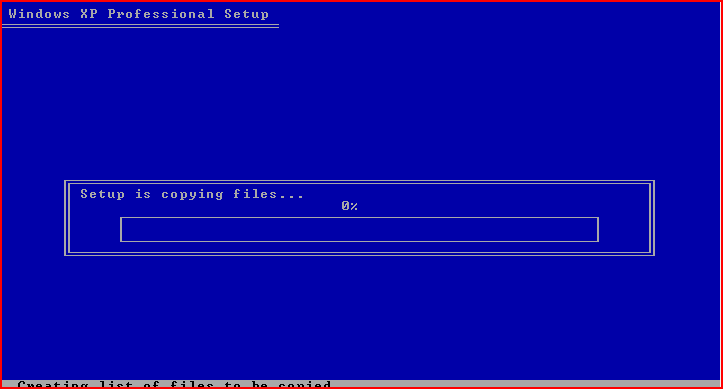 Windows XP Professional Setup
Setup is copying files...
0%
Creating list of files to be copied